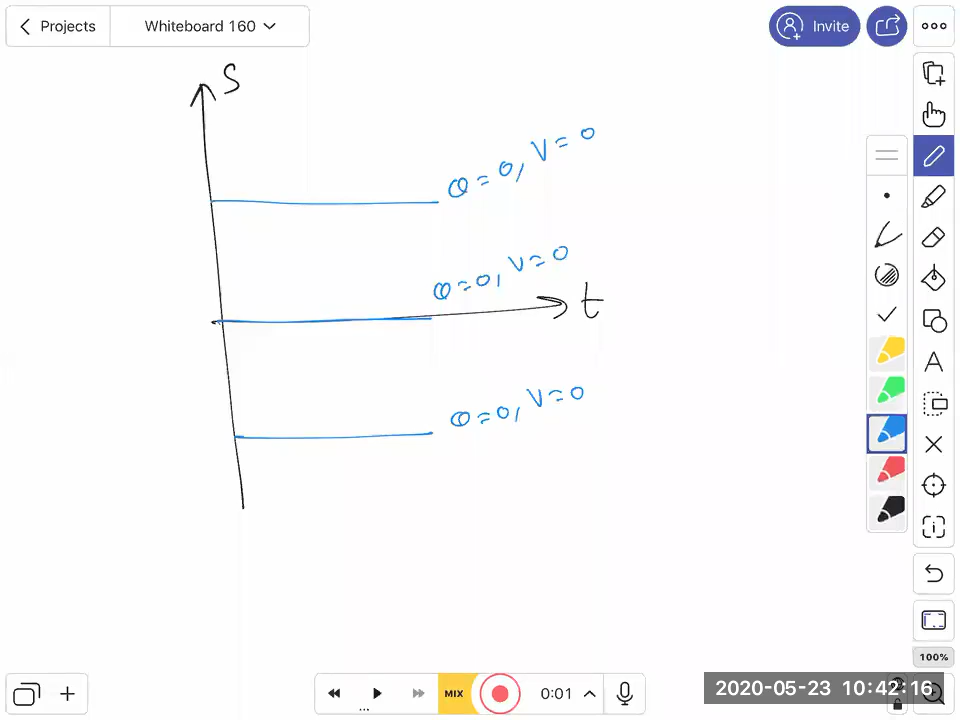 Projects
Whiteboard 160
Invite
S
θ=0, V=0
θ=0, V=0
t
θ=0, V=0
A
100%
MIX
0:01
2020-05-23 10:42:16